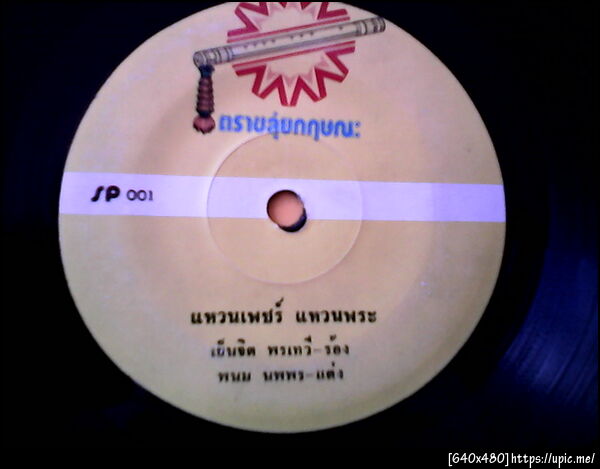 ตราขลุ่ยกฤษณะ
SP 001
แหวนเพชร์ แหวนพระ
เย็นจิต พรเทวี-ร้อง
พนม นพพร-แต่ง
[640x480]https://upic.me/